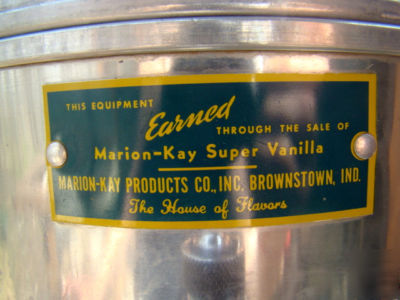 THIS EQUIPMENT
Earned
THROUGH THE SALE OF
Marion-Kay Super Vanilla
MARION-KAY PRODUCTS CO., INC. BROWNSTOWN, IND.
The House of Flavors